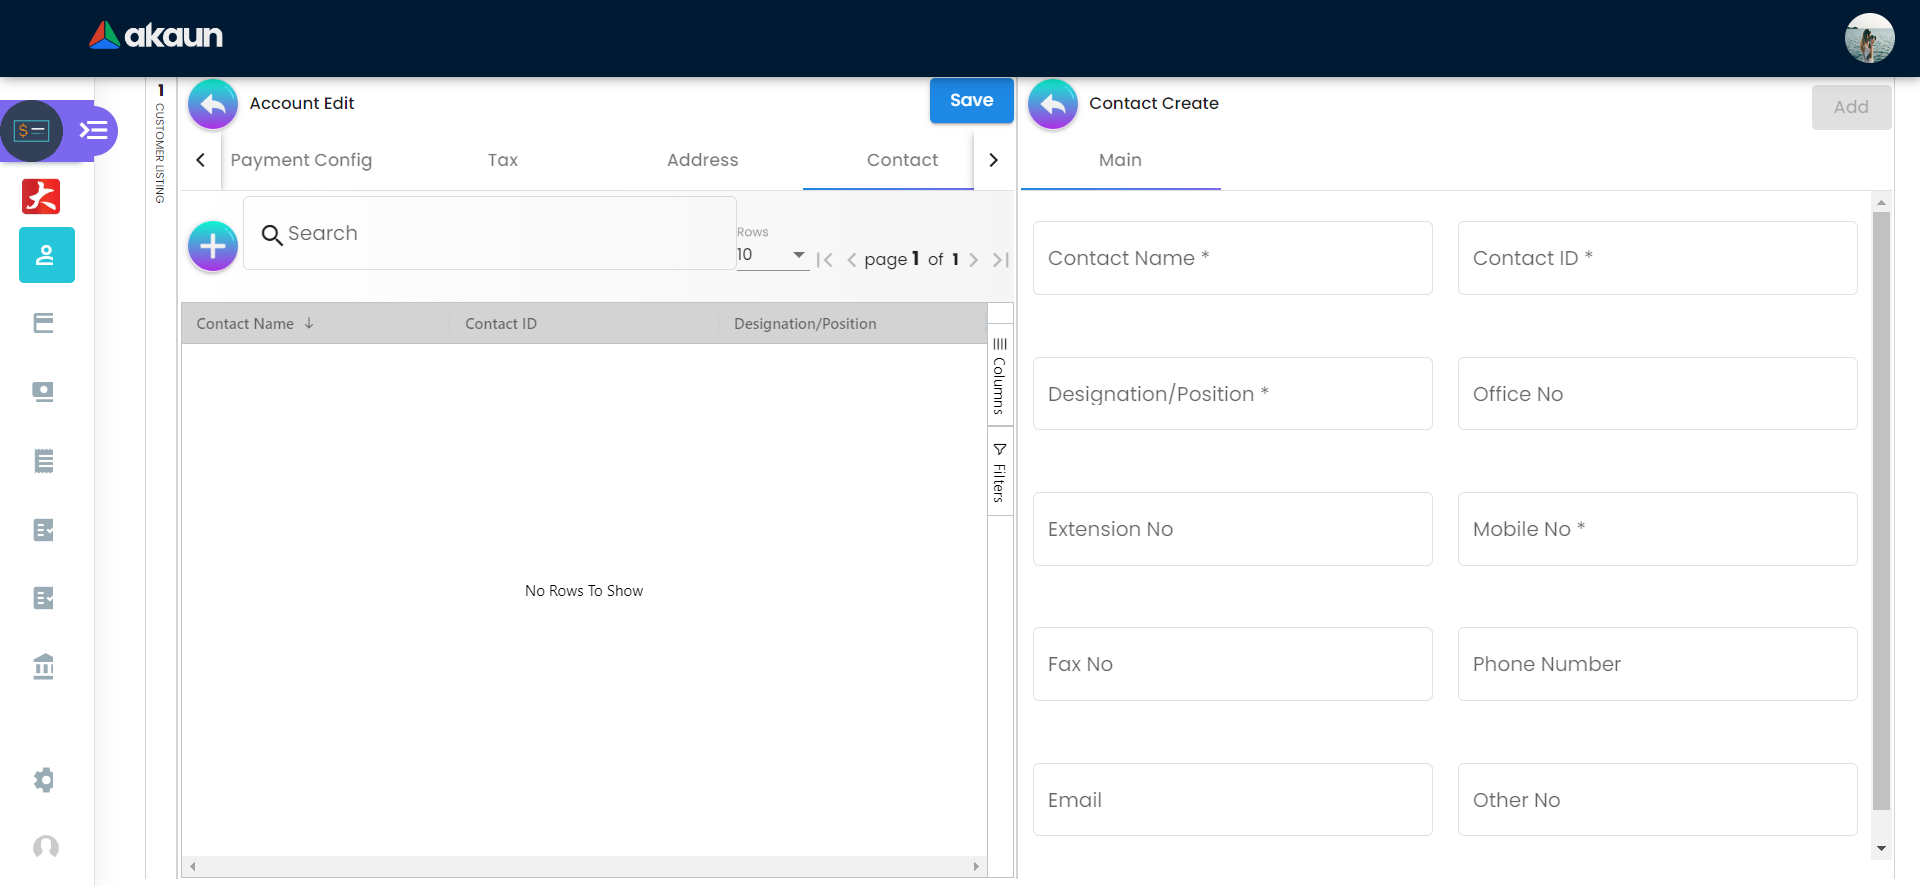 akaun
1
CUSTOMER LISTING
Account Edit
Save
Payment Config
Tax
Address
Contact
Search
Rows
10
page 1 of 1
Contact Name
Contact ID
Designation/Position
No Rows To Show
Columns
Filters
Contact Create
Add
Main
Contact Name *
Contact ID *
Designation/Position *
Office No
Extension No
Mobile No *
Fax No
Phone Number
Email
Other No